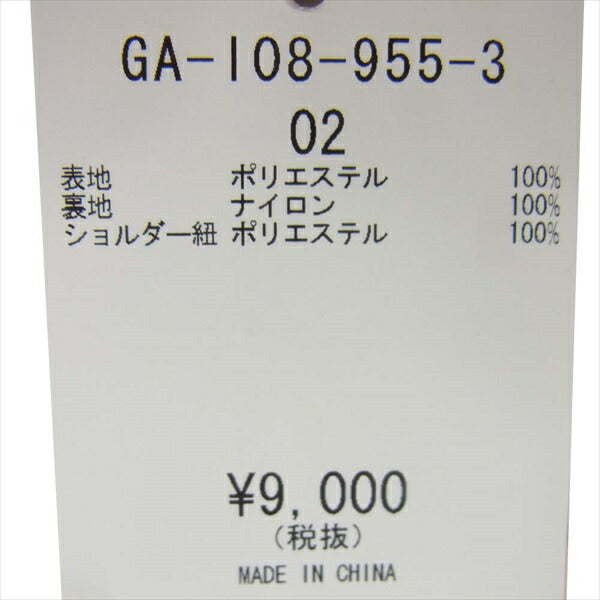 GA-I08-955-3
02
表地 ポリエステル 100%
裏地 ナイロン 100%
ショルダー紐 ポリエステル 100%
¥9,000
(税抜)
MADE IN CHINA